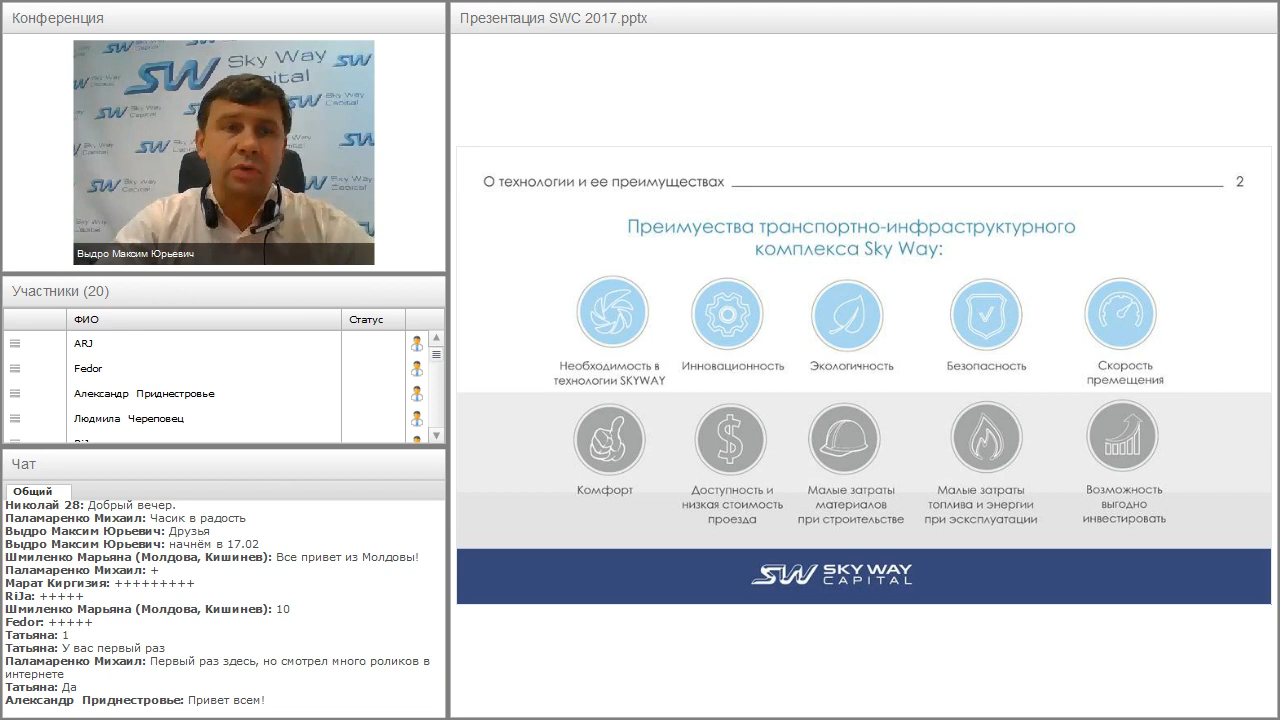 Конференция
Sky Way
Capital
Выдро Максим Юрьевич
Участники (20)
ФИО
Статус
ARJ
Fedor
Александр Приднестровье
Людмила Череповец
Чат
Общий
Николай 28: Добрый вечер.
Паламаренко Михаил: Часик в радость
Выдро Максим Юрьевич: Друзья
Выдро Максим Юрьевич: начнём в 17.02
Шмиленко Марьяна (Молдова, Кишинев): Все привет из Молдовы!
Паламаренко Михаил: +
Марат Киргизия: +++++++++
RiJa: +++++
Шмиленко Марьяна (Молдова, Кишинев): 10
Fedor: +++++
Татьяна: 1
Татьяна: У вас первый раз
Паламаренко Михаил: Первый раз здесь, но смотрел много роликов в
интернете
Татьяна: Да
Александр Приднестровье: Привет всем!
Презентация SWC 2017.pptx
О технологии и ее преимуществах
2
Преимуества транспортно-инфраструктурного
комплекса Sky Way:
Необходимость в
технологии SKYWAY
Инновационность
Экологичность
Безопасность
Скорость
премещения
Комфорт
Доступность и
низкая стоимость
проезда
Малые затраты
материалов
при строительстве
Малые затраты
топлива и энергии
при эсксплуатации
Возможность
выгодно
инвестировать
SW SKY WAY
CAPITAL